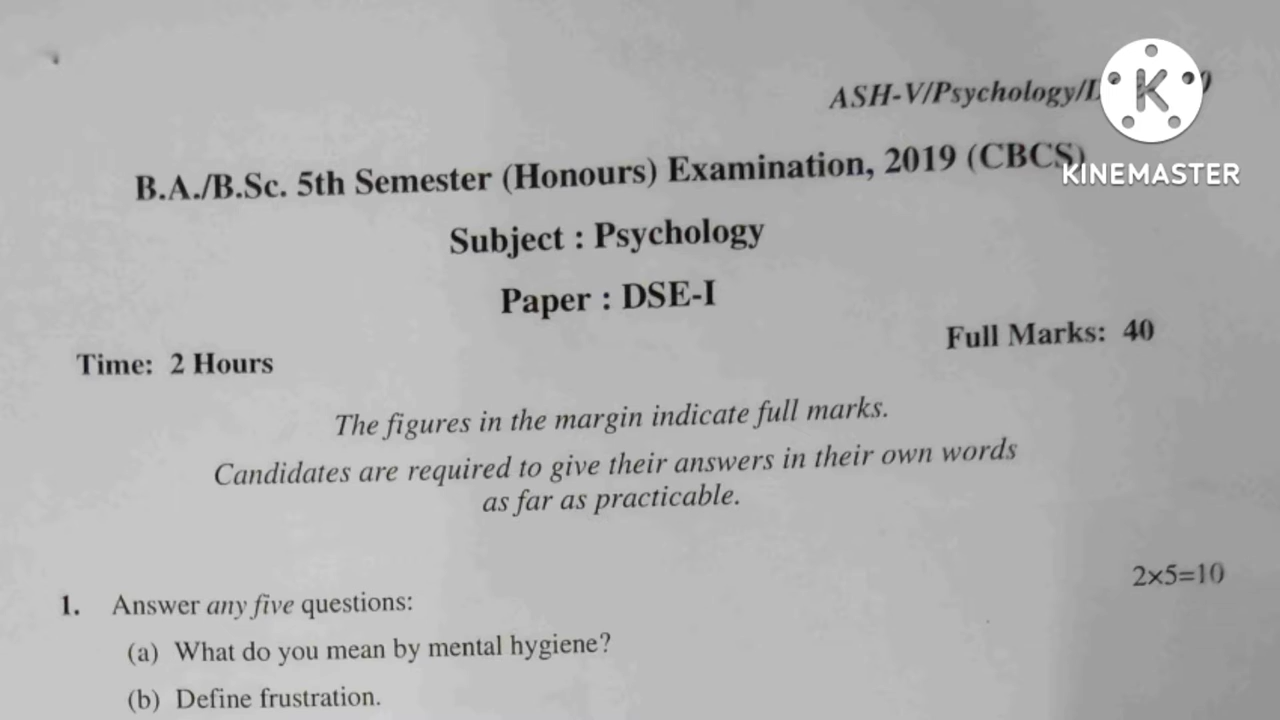 ASH-V/Psychology/
K
KINEMASTER
B.A./B.Sc. 5th Semester (Honours) Examination, 2019 (CBCS)
Subject : Psychology
Paper : DSE-I
Time: 2 Hours
Full Marks: 40
The figures in the margin indicate full marks.
Candidates are required to give their answers in their own words
as far as practicable.
2×5=10
1. Answer any five questions:
(a) What do you mean by mental hygiene?
(b) Define frustration.